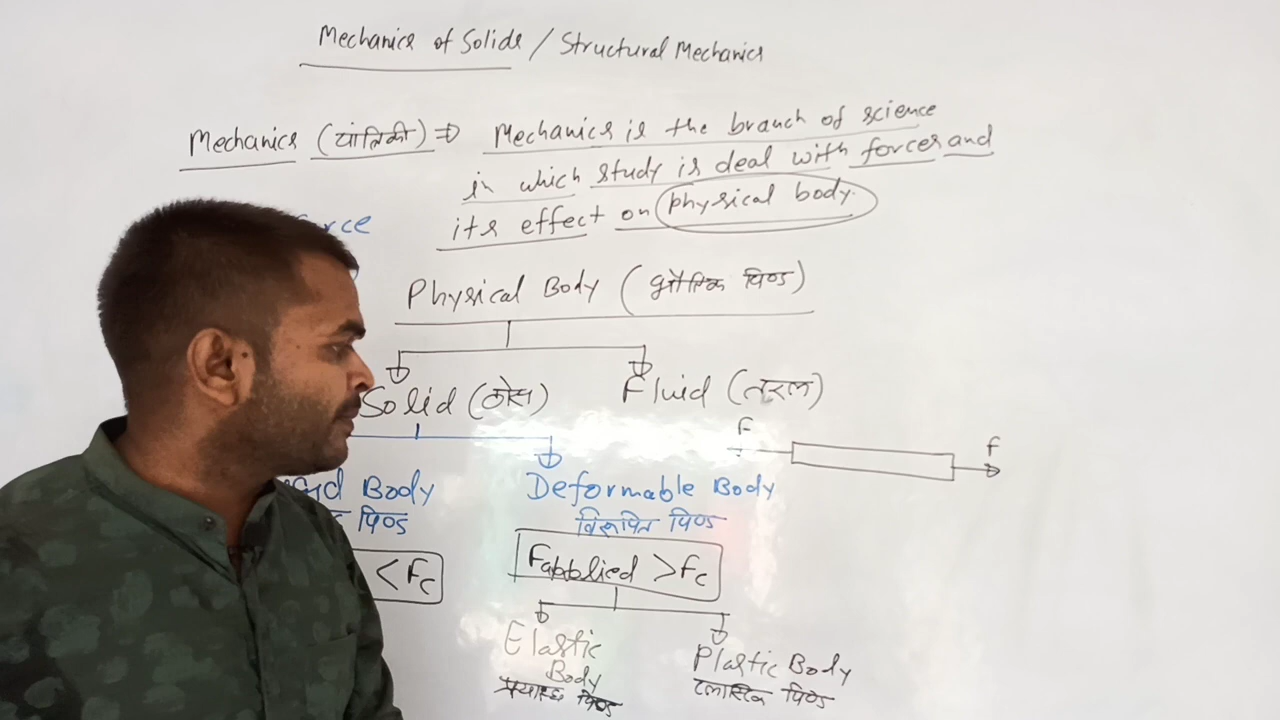 Mechanics of Solids / Structural Mechanics
Mechanics (यांत्रिकी) ⇒ Mechanics is the branch of science
in which study is deal with forces and
its effect on physical body.
Physical Body (भौतिक पिण्ड)
Solid (ठोस) Fluid (तरल)
F F
Body Deformable Body
पिण्ड विरूपित पिण्ड
< Fc Fabblied > Fc
Elastic Body Plastic Body
पिण्ड प्लास्टिक पिण्ड